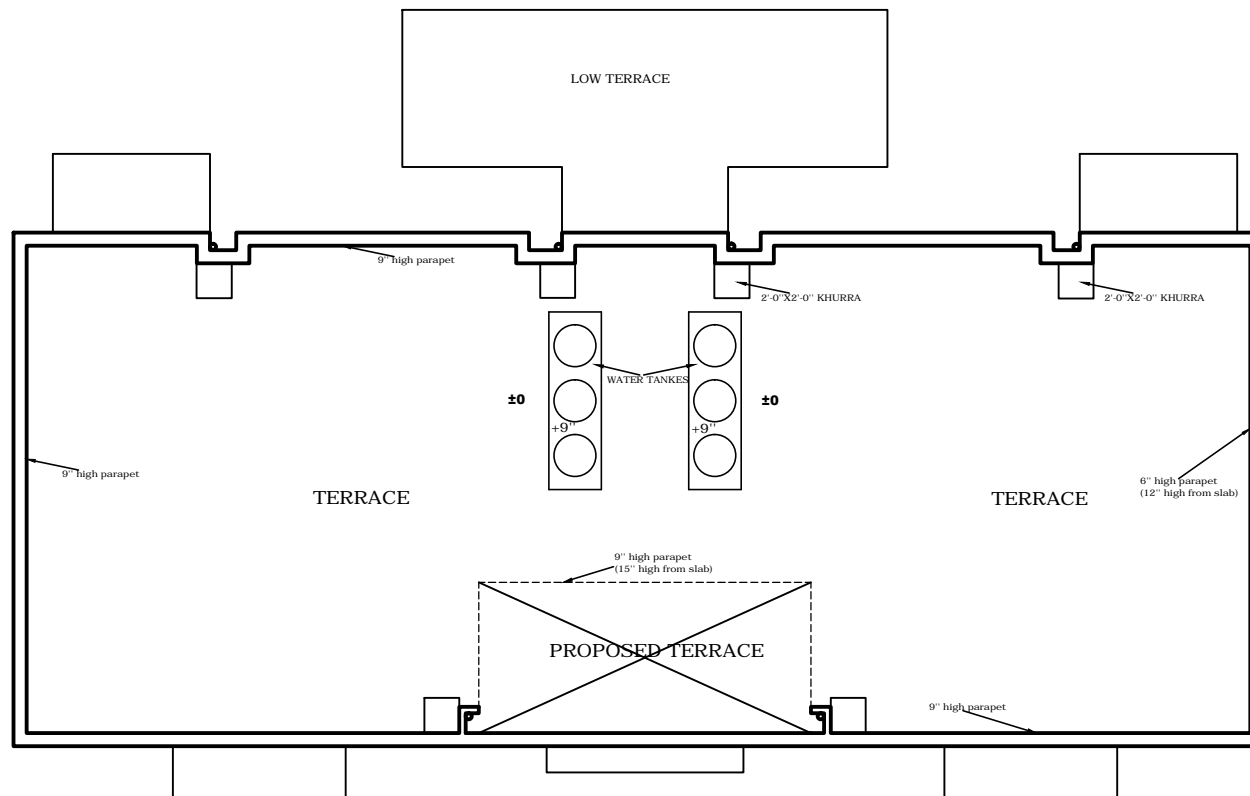 LOW TERRACE
9'' high parapet
2'-0''X2'-0'' KHURRA
2'-0''X2'-0'' KHURRA
WATER TANKES
±0
±0
+9''
+9''
9'' high parapet
6'' high parapet
(12'' high from slab)
TERRACE
TERRACE
9'' high parapet
(15'' high from slab)
PROPOSED TERRACE
9'' high parapet